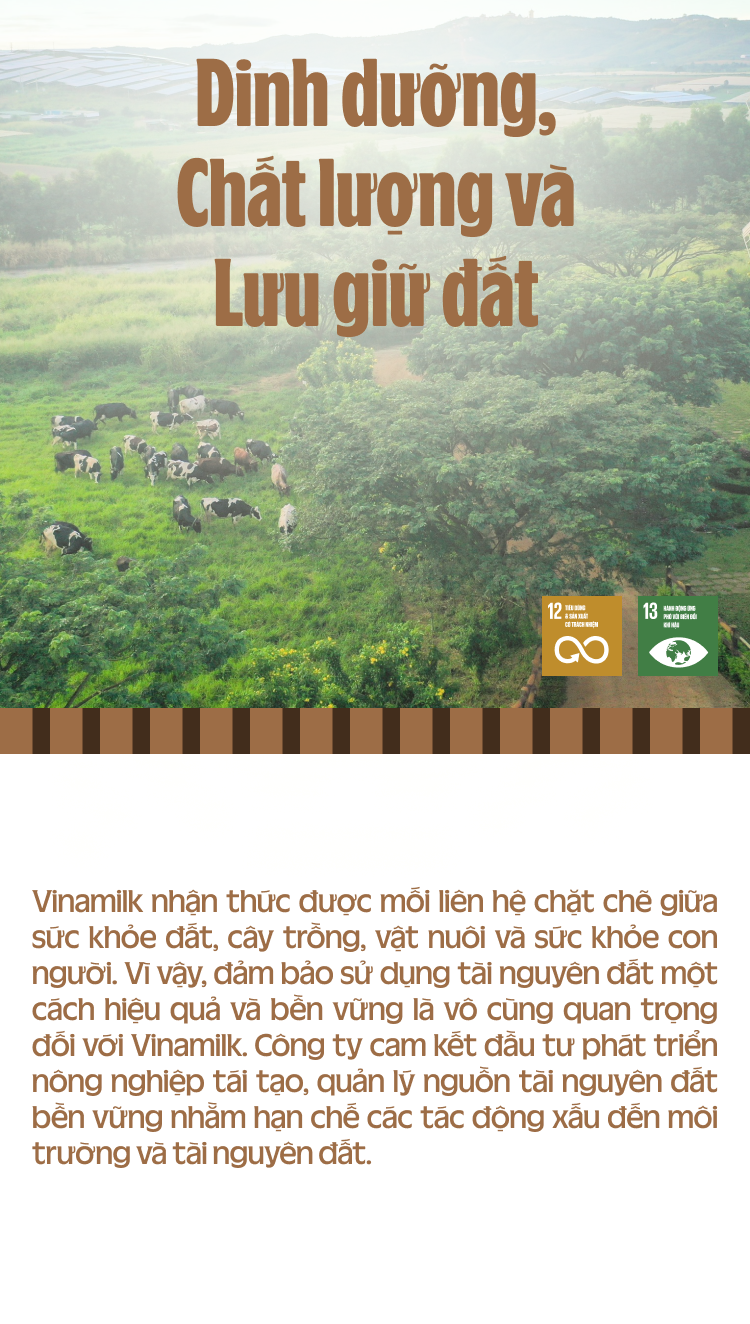 Dinh dưỡng,
Chất lượng và
Lưu giữ đất
12 TIÊU DÙNG
& SẢN XUẤT
CÓ TRÁCH NHIỆM
13 HÀNH ĐỘNG ỨNG
PHÓ VỚI BIẾN ĐỔI
KHÍ HẬU
Vinamilk nhận thức được mối liên hệ chặt chẽ giữa
sức khỏe đất, cây trồng, vật nuôi và sức khỏe con
người. Vì vậy, đảm bảo sử dụng tài nguyên đất một
cách hiệu quả và bền vững là vô cùng quan trọng
đối với Vinamilk. Công ty cam kết đầu tư phát triển
nông nghiệp tái tạo, quản lý nguồn tài nguyên đất
bền vững nhằm hạn chế các tác động xấu đến môi
trường và tài nguyên đất.